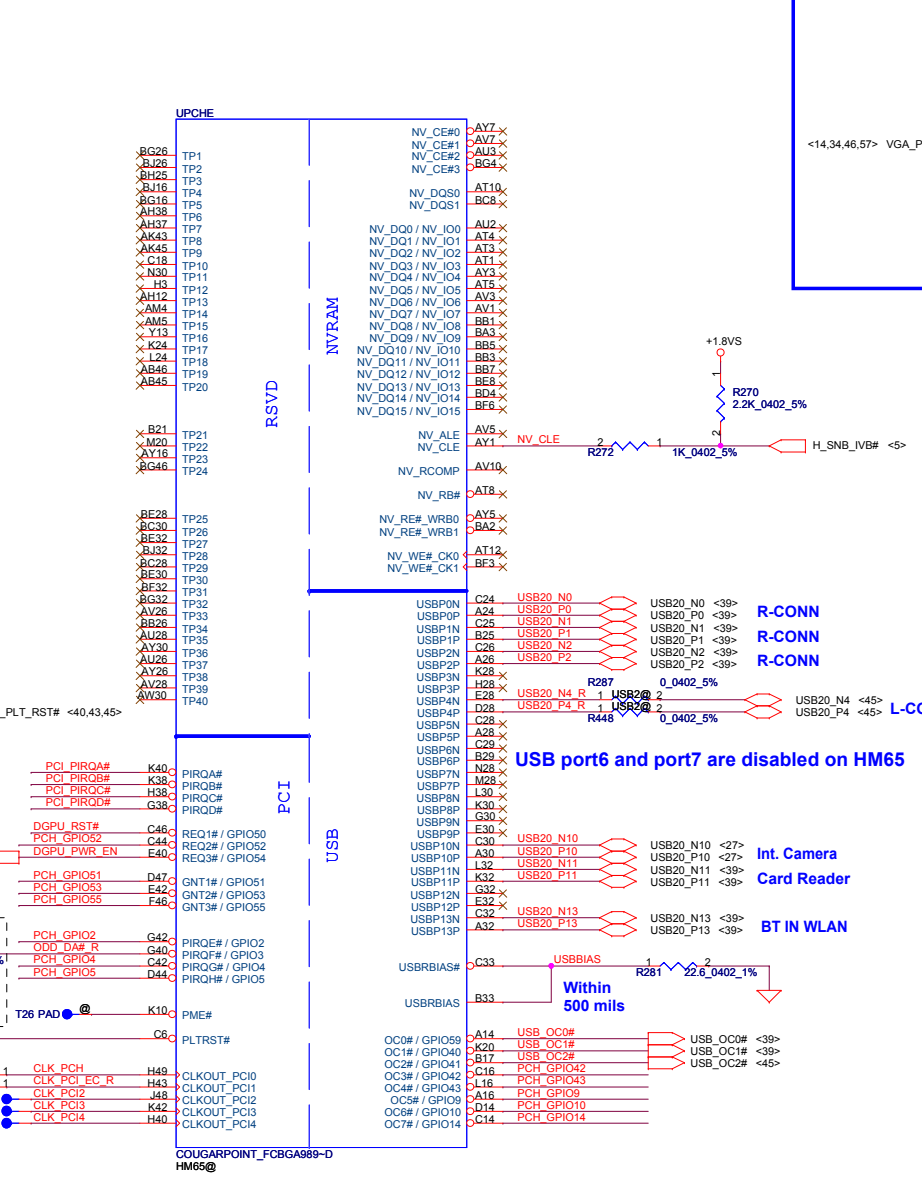 UPCHE
BG26 TP1
BJ26 TP2
BH25 TP3
BJ16 TP4
BG16 TP5
AH38 TP6
AH37 TP7
AK43 TP8
AK45 TP9
C18 TP10
N30 TP11
H3 TP12
AH12 TP13
AM4 TP14
AM5 TP15
Y13 TP16
K24 TP17
L24 TP18
AB46 TP19
AB45 TP20
B21 TP21
M20 TP22
AY16 TP23
BG46 TP24
BE28 TP25
BC30 TP26
BE32 TP27
BJ32 TP28
BC28 TP29
BE30 TP30
BF32 TP31
BG32 TP32
AV26 TP33
BB26 TP34
AU28 TP35
AY30 TP36
AU26 TP37
AY26 TP38
AV28 TP39
AW30 TP40
RSVD
NVRAM
NV_CE#0 AY7
NV_CE#1 AV7
NV_CE#2 AU3
NV_CE#3 BG4
NV_DQS0 AT10
NV_DQS1 BC8
NV_DQ0 / NV_IO0 AU2
NV_DQ1 / NV_IO1 AT4
NV_DQ2 / NV_IO2 AT3
NV_DQ3 / NV_IO3 AT1
NV_DQ4 / NV_IO4 AY3
NV_DQ5 / NV_IO5 AT5
NV_DQ6 / NV_IO6 AV3
NV_DQ7 / NV_IO7 AV1
NV_DQ8 / NV_IO8 BB1
NV_DQ9 / NV_IO9 BA3
NV_DQ10 / NV_IO10 BB5
NV_DQ11 / NV_IO11 BB3
NV_DQ12 / NV_IO12 BB7
NV_DQ13 / NV_IO13 BE8
NV_DQ14 / NV_IO14 BD4
NV_DQ15 / NV_IO15 BF6
NV_ALE AV5
NV_CLE AY1 NV_CLE
NV_RCOMP AV10
NV_RB# AT8
NV_RE#_WRB0 AY5
NV_RE#_WRB1 BA2
NV_WE#_CK0 AT12
NV_WE#_CK1 BF3
<14,34,46,57> VGA_P
+1.8VS
1
R270
2.2K_0402_5%
2
2 1
R272 1K_0402_5%
H_SNB_IVB# <5>
USBP0N C24 USB20_N0 USB20_N0 <39>
USBP0P A24 USB20_P0 USB20_P0 <39>
R-CONN
USBP1N C25 USB20_N1 USB20_N1 <39>
USBP1P B25 USB20_P1 USB20_P1 <39>
R-CONN
USBP2N C26 USB20_N2 USB20_N2 <39>
USBP2P A26 USB20_P2 USB20_P2 <39>
R-CONN
USBP3N K28
USBP3P H28
R287 0_0402_5%
USBP4N E28 USB20_N4_R 1 USB2@ 2 USB20_N4 <45>
USBP4P D28 USB20_P4_R 1 USB2@ 2 USB20_P4 <45>
L-CO
R448 0_0402_5%
USBP5N C28
USBP5P A28
USBP6N C29
USBP6P B29
USBP7N N28
USBP7P M28
USBP8N L30
USBP8P K30
USBP9N G30
USBP9P E30
USB port6 and port7 are disabled on HM65
USBP10N C30 USB20_N10 USB20_N10 <27>
USBP10P A30 USB20_P10 USB20_P10 <27>
Int. Camera
USBP11N L32 USB20_N11 USB20_N11 <39>
USBP11P K32 USB20_P11 USB20_P11 <39>
Card Reader
USBP12N G32
USBP12P E32
USBP13N C32 USB20_N13 USB20_N13 <39>
USBP13P A32 USB20_P13 USB20_P13 <39>
BT IN WLAN
USBRBIAS# C33 USBBIAS 1 2
R281 22.6_0402_1%
USBRBIAS B33
Within
500 mils
OC0# / GPIO59 A14 USB_OC0# USB_OC0# <39>
OC1# / GPIO40 K20 USB_OC1# USB_OC1# <39>
OC2# / GPIO41 B17 USB_OC2# USB_OC2# <45>
OC3# / GPIO42 C16 PCH_GPIO42
OC4# / GPIO43 L16 PCH_GPIO43
OC5# / GPIO9 A16 PCH_GPIO9
OC6# / GPIO10 D14 PCH_GPIO10
OC7# / GPIO14 C14 PCH_GPIO14
_PLT_RST# <40,43,45>
PCI
USB
PCI_PIRQA# K40 PIRQA#
PCI_PIRQB# K38 PIRQB#
PCI_PIRQC# H38 PIRQC#
PCI_PIRQD# G38 PIRQD#
DGPU_RST# C46 REQ1# / GPIO50
PCH_GPIO52 C44 REQ2# / GPIO52
DGPU_PWR_EN E40 REQ3# / GPIO54
PCH_GPIO51 D47 GNT1# / GPIO51
PCH_GPIO53 E42 GNT2# / GPIO53
PCH_GPIO55 F46 GNT3# / GPIO55
PCH_GPIO2 G42 PIRQE# / GPIO2
ODD_DA#_R G40 PIRQF# / GPIO3
PCH_GPIO4 C42 PIRQG# / GPIO4
PCH_GPIO5 D44 PIRQH# / GPIO5
%
T26 PAD @ K10 PME#
C6 PLTRST#
1 CLK_PCH H49 CLKOUT_PCI0
1 CLK_PCI_EC_R H43 CLKOUT_PCI1
CLK_PCI2 J48 CLKOUT_PCI2
CLK_PCI3 K42 CLKOUT_PCI3
CLK_PCI4 H40 CLKOUT_PCI4
COUGARPOINT_FCBGA989~D
HM65@